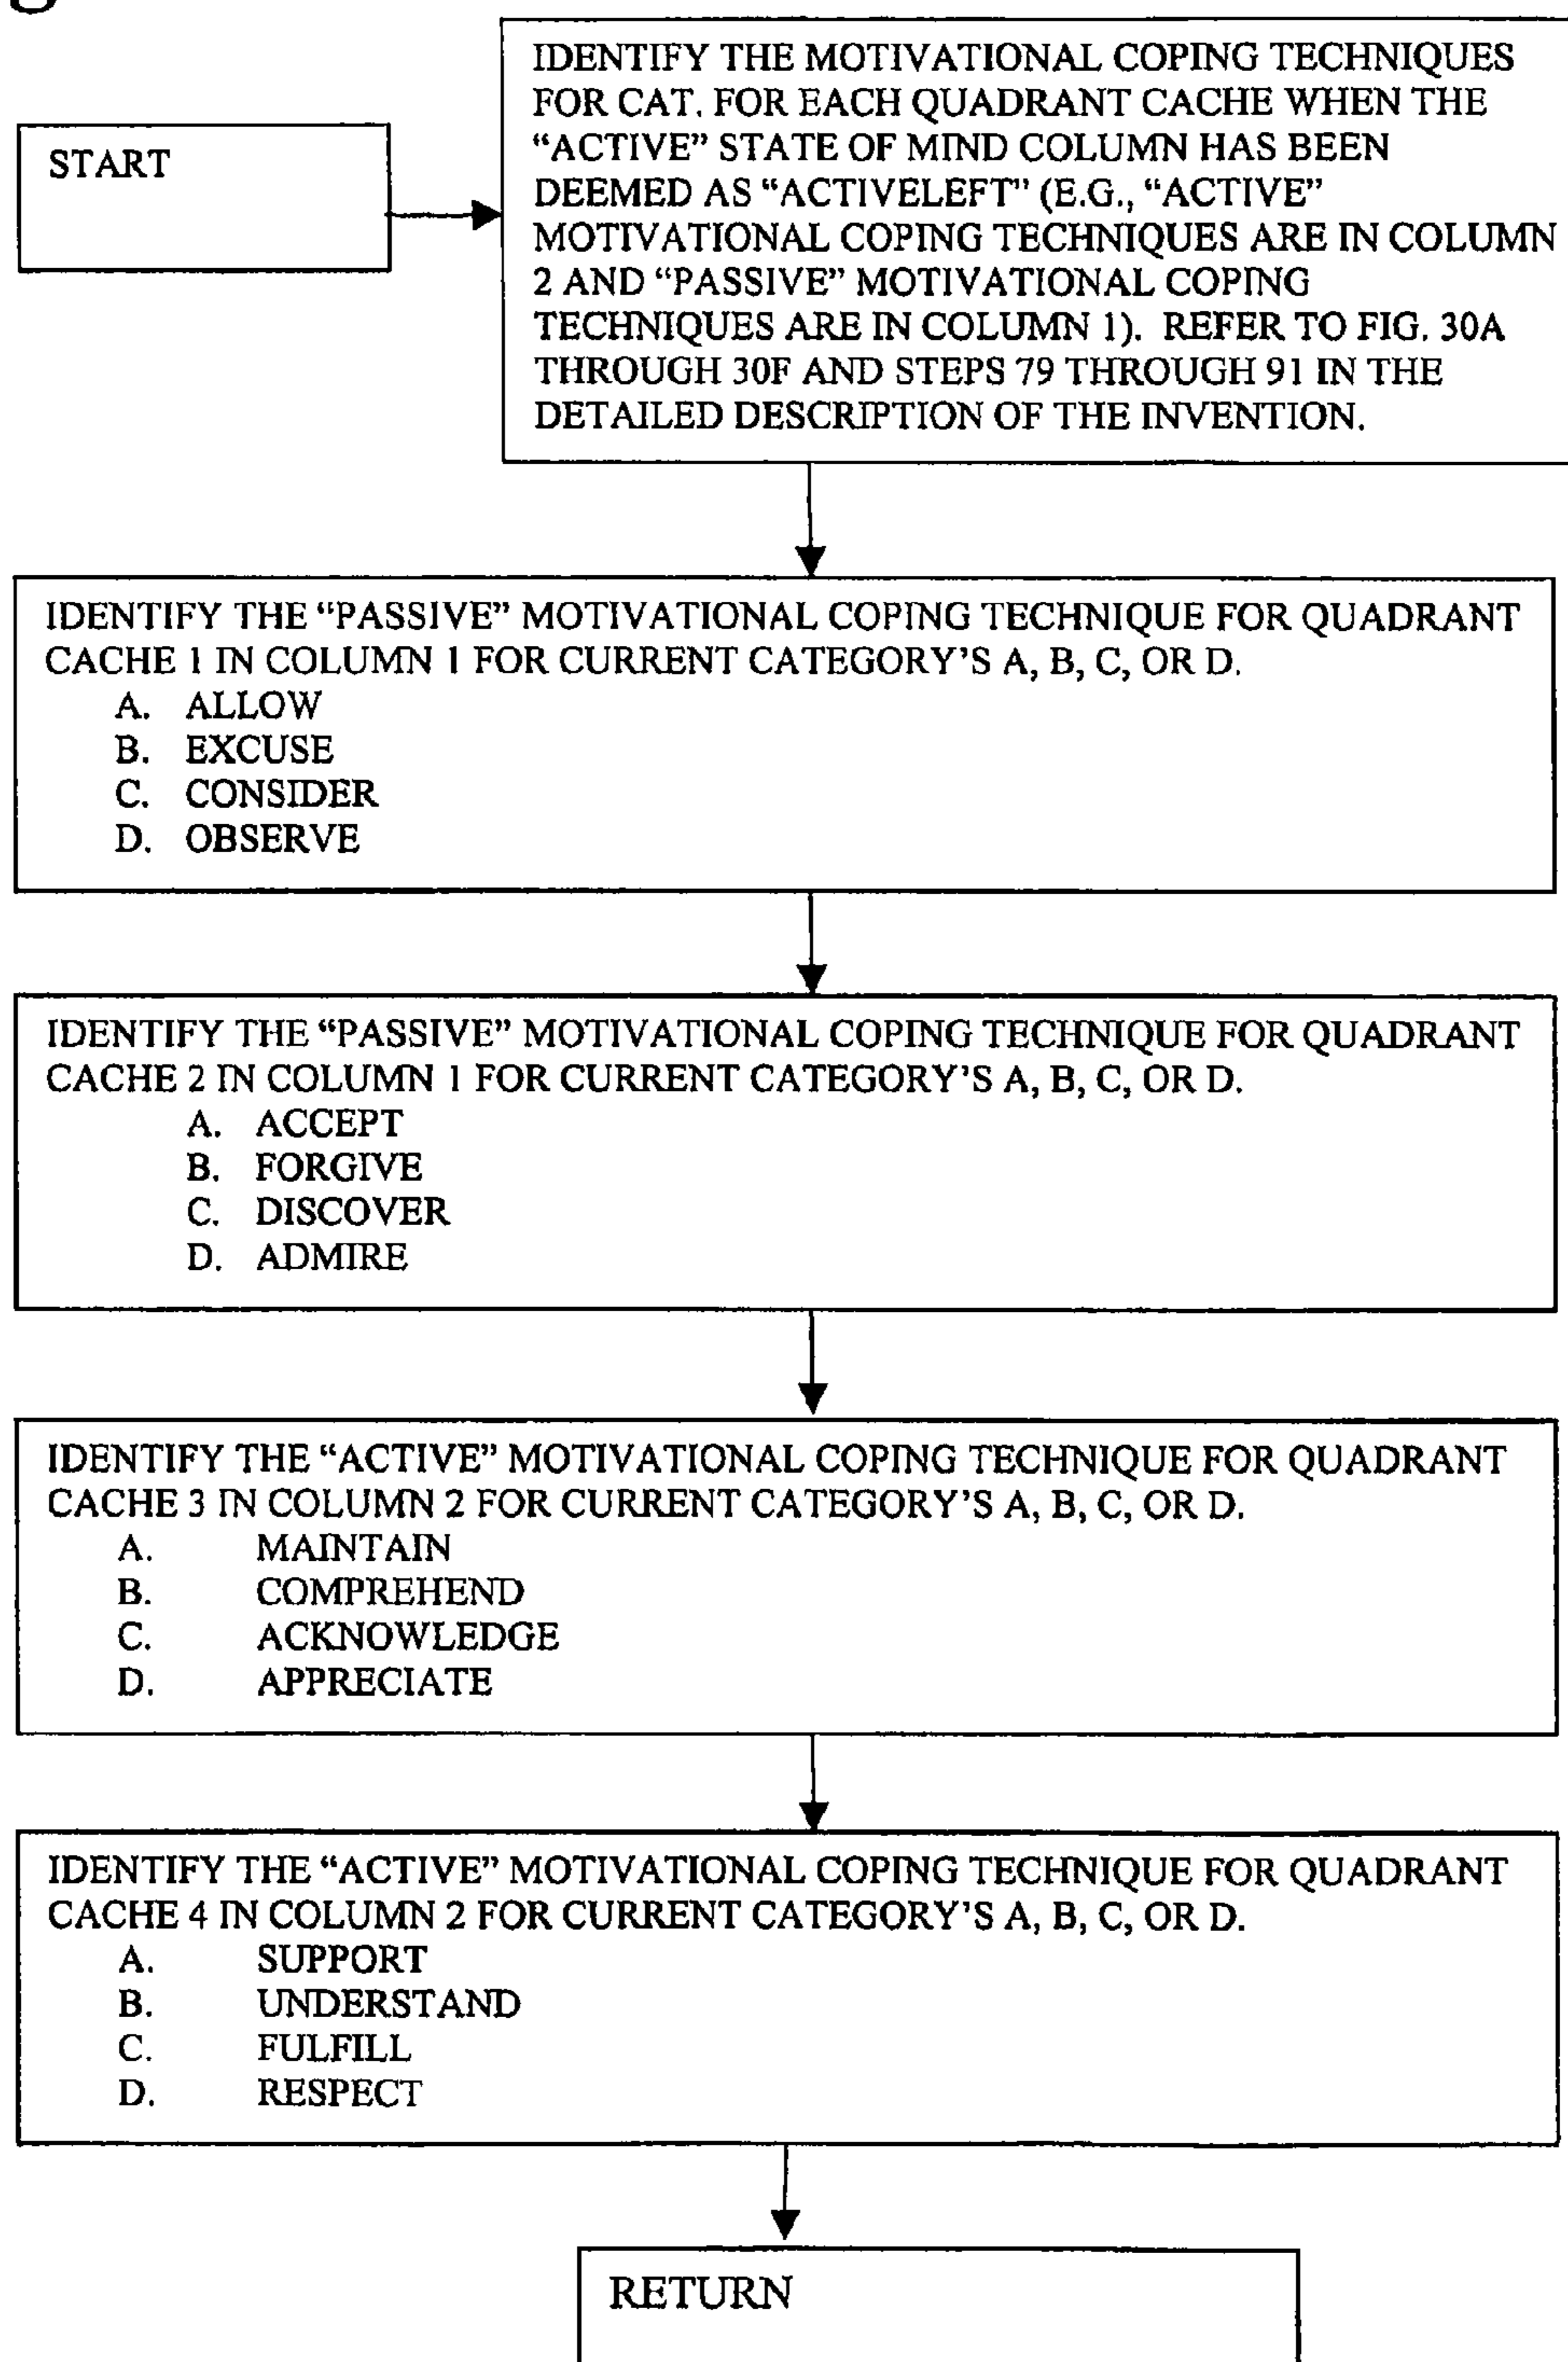 START
IDENTIFY THE MOTIVATIONAL COPING TECHNIQUES
FOR CAT. FOR EACH QUADRANT CACHE WHEN THE
“ACTIVE” STATE OF MIND COLUMN HAS BEEN
DEEMED AS “ACTIVELEFT” (E.G., “ACTIVE”
MOTIVATIONAL COPING TECHNIQUES ARE IN COLUMN
2 AND “PASSIVE” MOTIVATIONAL COPING
TECHNIQUES ARE IN COLUMN 1). REFER TO FIG. 30A
THROUGH 30F AND STEPS 79 THROUGH 91 IN THE
DETAILED DESCRIPTION OF THE INVENTION.
IDENTIFY THE “PASSIVE” MOTIVATIONAL COPING TECHNIQUE FOR QUADRANT
CACHE 1 IN COLUMN 1 FOR CURRENT CATEGORY’S A, B, C, OR D.
A. ALLOW
B. EXCUSE
C. CONSIDER
D. OBSERVE
IDENTIFY THE “PASSIVE” MOTIVATIONAL COPING TECHNIQUE FOR QUADRANT
CACHE 2 IN COLUMN 1 FOR CURRENT CATEGORY’S A, B, C, OR D.
A. ACCEPT
B. FORGIVE
C. DISCOVER
D. ADMIRE
IDENTIFY THE “ACTIVE” MOTIVATIONAL COPING TECHNIQUE FOR QUADRANT
CACHE 3 IN COLUMN 2 FOR CURRENT CATEGORY’S A, B, C, OR D.
A. MAINTAIN
B. COMPREHEND
C. ACKNOWLEDGE
D. APPRECIATE
IDENTIFY THE “ACTIVE” MOTIVATIONAL COPING TECHNIQUE FOR QUADRANT
CACHE 4 IN COLUMN 2 FOR CURRENT CATEGORY’S A, B, C, OR D.
A. SUPPORT
B. UNDERSTAND
C. FULFILL
D. RESPECT
RETURN